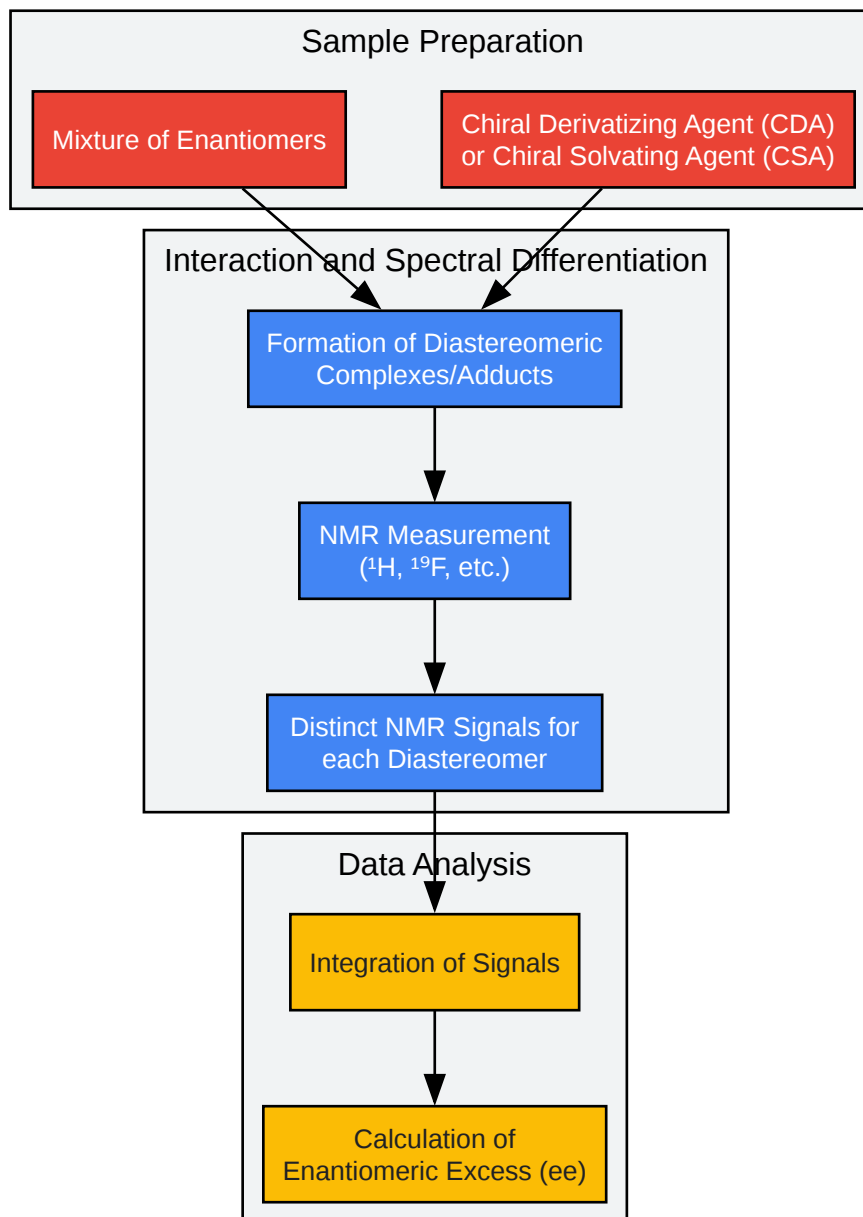 Sample Preparation
Mixture of Enantiomers
Chiral Derivatizing Agent (CDA)
or Chiral Solvating Agent (CSA)
Interaction and Spectral Differentiation
Formation of Diastereomeric
Complexes/Adducts
NMR Measurement
(¹H, ¹⁹F, etc.)
Distinct NMR Signals for
each Diastereomer
Data Analysis
Integration of Signals
Calculation of
Enantiomeric Excess (ee)